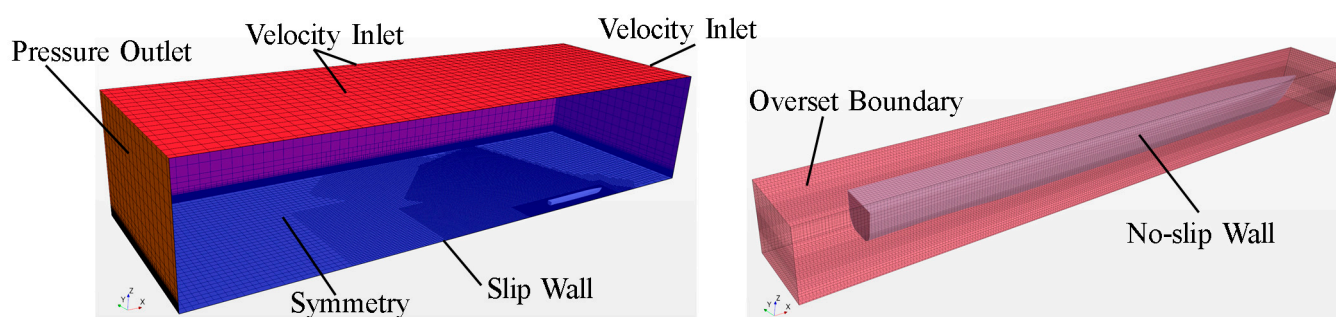 Velocity Inlet
Velocity Inlet
Pressure Outlet
Symmetry
Slip Wall
Z
Y
X
Overset Boundary
No-slip Wall
Z
Y
X